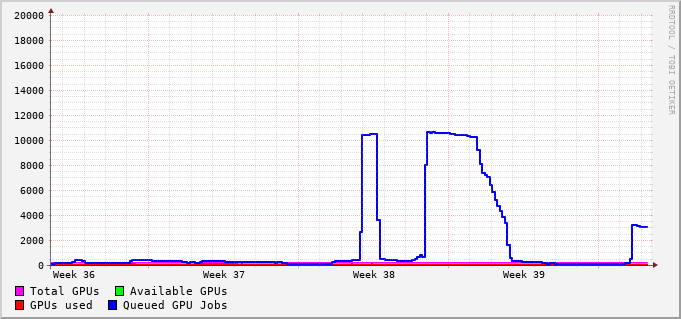 20000
18000
16000
14000
12000
10000
8000
6000
4000
2000
0
Week 36 Week 37 Week 38 Week 39
Total GPUs Available GPUs
GPUs used Queued GPU Jobs
RRDTOOL / TOBI OETIKER